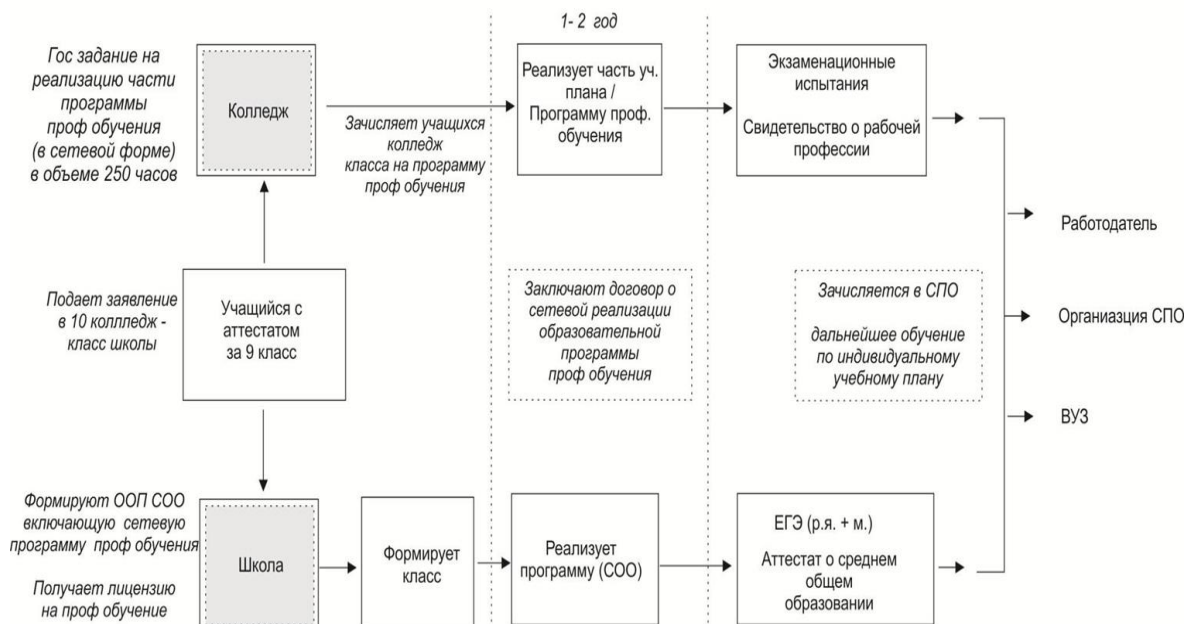 1- 2 год
Гос задание на
реализацию части
программы
проф обучения
(в сетевой форме)
в объеме 250 часов
Колледж
Зачисляет учащихся
колледж
класса на программу
проф обучения
Реализует часть уч.
плана /
Программу проф.
обучения
Экзаменационные
испытания
Свидетельство о рабочей
профессии
Подает заявление
в 10 коллледж -
класс школы
Учащийся с
аттестатом
за 9 класс
Заключают договор о
сетевой реализации
образовательной
программы
проф обучения
Зачисляется в СПО
дальнейшее обучение
по индивидуальному
учебному плану
Работодатель
Органиазция СПО
ВУЗ
Формируют ООП СОО
включающую сетевую
программу проф обучения
Получает лицензию
на проф обучение
Школа
Формирует
класс
Реализует
программу (СОО)
ЕГЭ (р.я. + м.)
Аттестат о среднем
общем
образовании